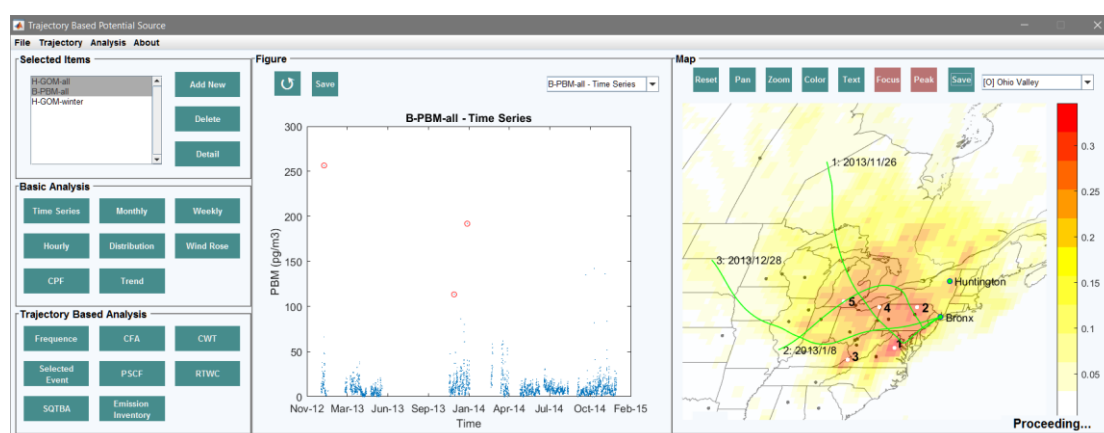 Trajectory Based Potential Source
File Trajectory Analysis About
Selected Items
H-GOM-all
B-PBM-all
H-GOM-winter
Add New
Delete
Detail
Basic Analysis
Time Series Monthly Weekly
Hourly Distribution Wind Rose
CPF Trend
Trajectory Based Analysis
Frequence CFA CWT
Selected
Event
PSCF RTWC
SQTBA
Emission
Inventory
Figure
Save
B-PBM-all - Time Series
B-PBM-all - Time Series
300
250
200
150
100
50
0
PBM (pg/m3)
Nov-12 Mar-13 Jun-13 Sep-13 Jan-14 Apr-14 Jul-14 Oct-14 Feb-15
Time
Map
Reset Pan Zoom Color Text Focus Peak Save [O] Ohio Valley
1: 2013/11/26
3: 2013/12/28
Huntington
5 4 2
Bronx
1
2: 2013/1/8
3
0.3
0.25
0.2
0.15
0.1
0.05
Proceeding...